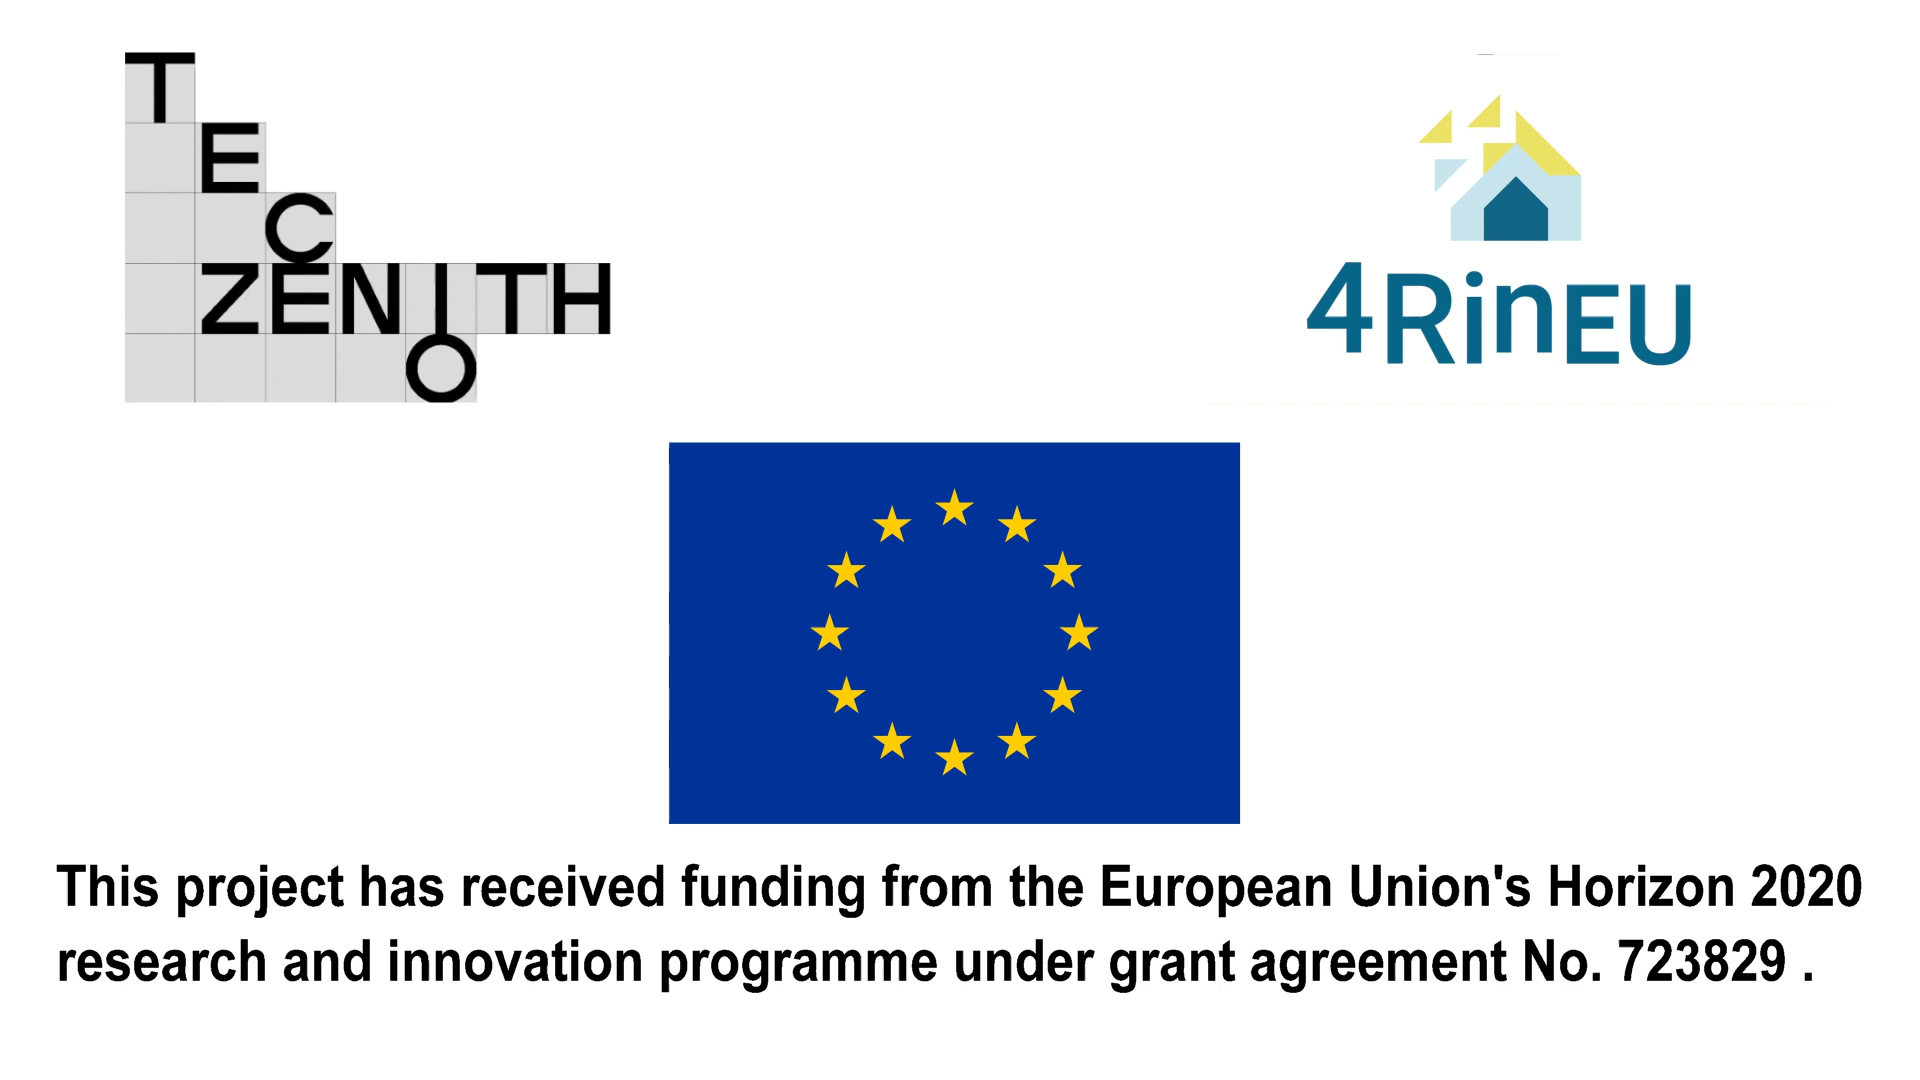 TEC
ZENITH
O
4RinEU
This project has received funding from the European Union's Horizon 2020
research and innovation programme under grant agreement No. 723829 .